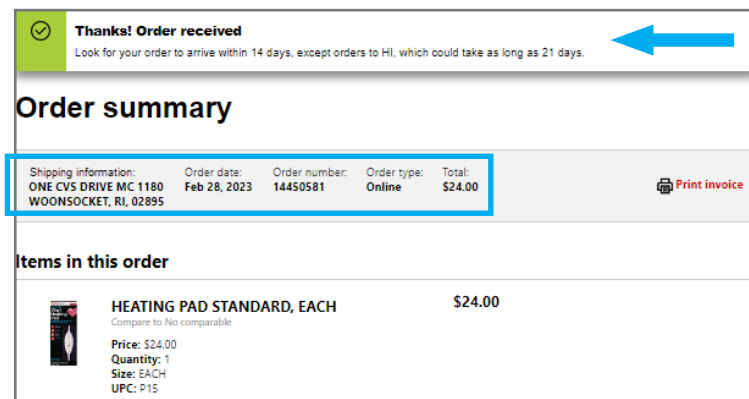 Thanks! Order received
Look for your order to arrive within 14 days, except orders to HI, which could take as long as 21 days.
Order summary
Shipping information: Order date: Order number: Order type: Total:
ONE CVS DRIVE MC 1180 Feb 28, 2023 14450581 Online $24.00
WOONSOCKET, RI, 02895
Print invoice
Items in this order
HEATING PAD STANDARD, EACH $24.00
Compare to No comparable
Price: $24.00
Quantity: 1
Size: EACH
UPC: P15